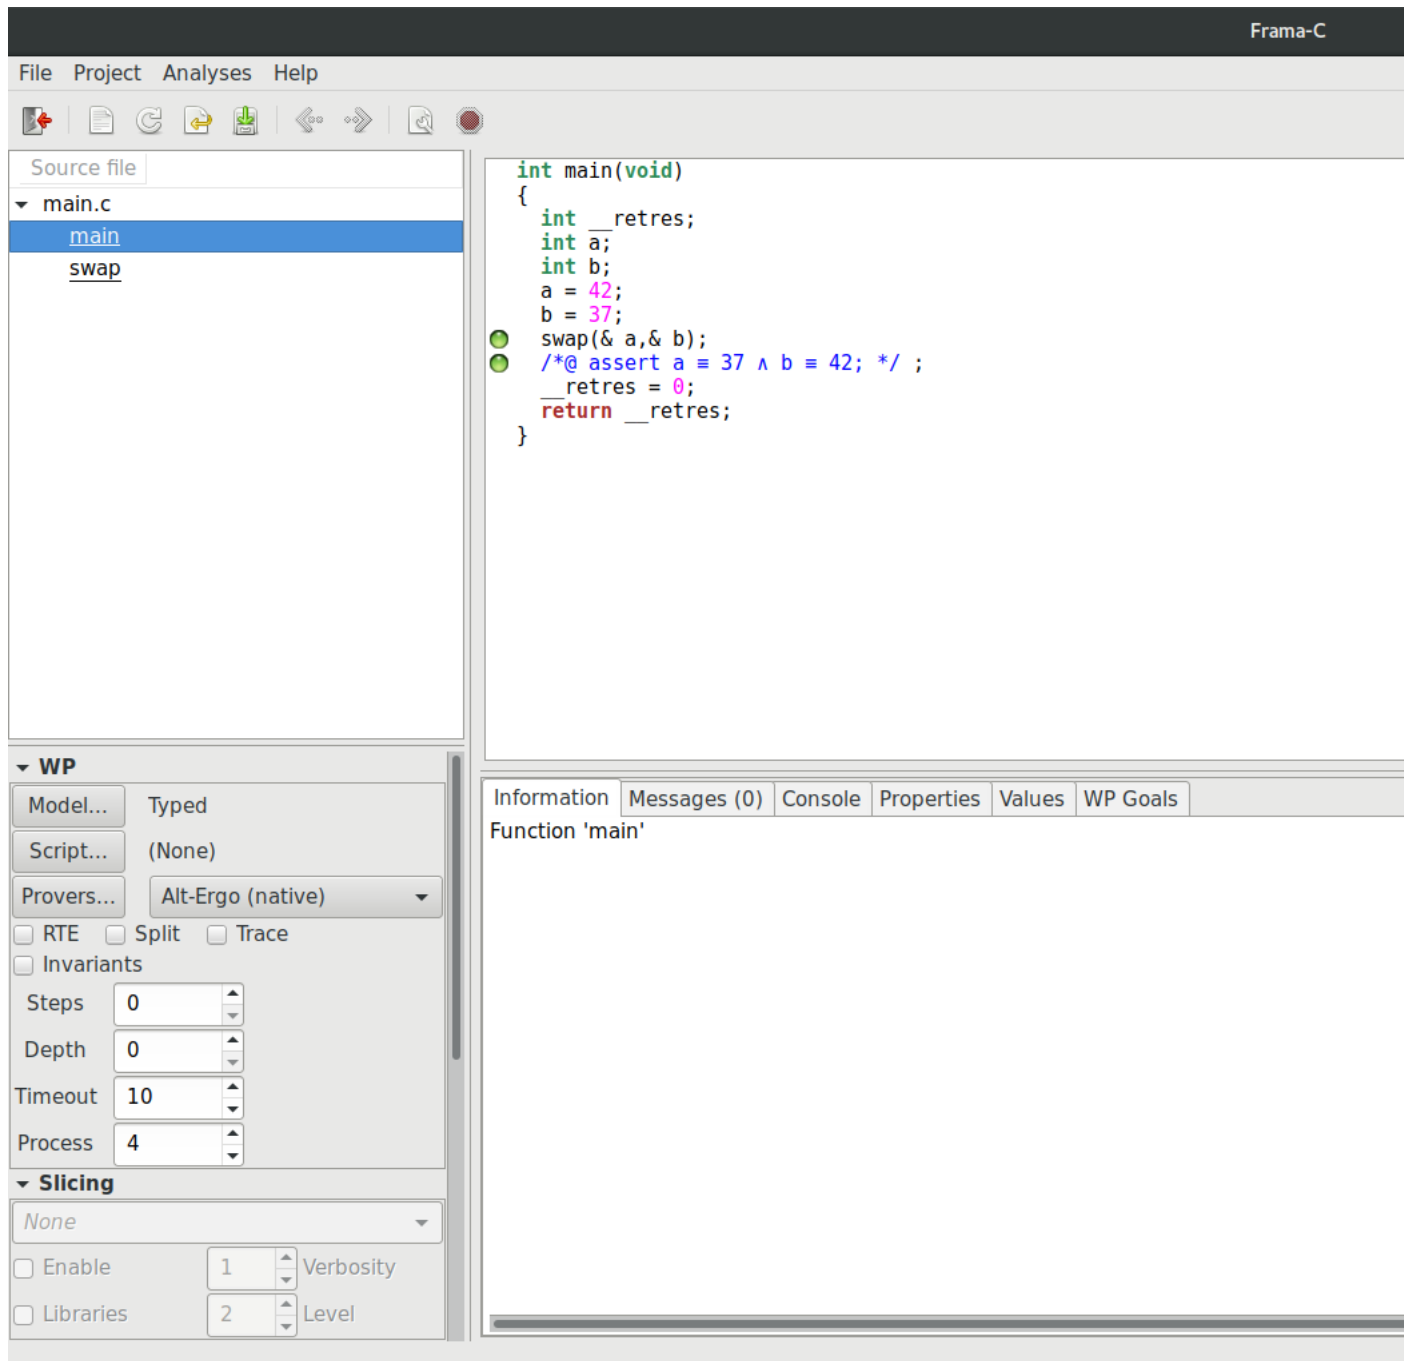 Frama-C
File Project Analyses Help
Source file
main.c
main
swap
int main(void)
{
int __retres;
int a;
int b;
a = 42;
b = 37;
swap(& a,& b);
/*@ assert a ≡ 37 ∧ b ≡ 42; */ ;
__retres = 0;
return __retres;
}
WP
Model... Typed
Script... (None)
Provers... Alt-Ergo (native)
RTE Split Trace
Invariants
Steps 0
Depth 0
Timeout 10
Process 4
Slicing
None
Enable 1 Verbosity
Libraries 2 Level
Information Messages (0) Console Properties Values WP Goals
Function 'main'